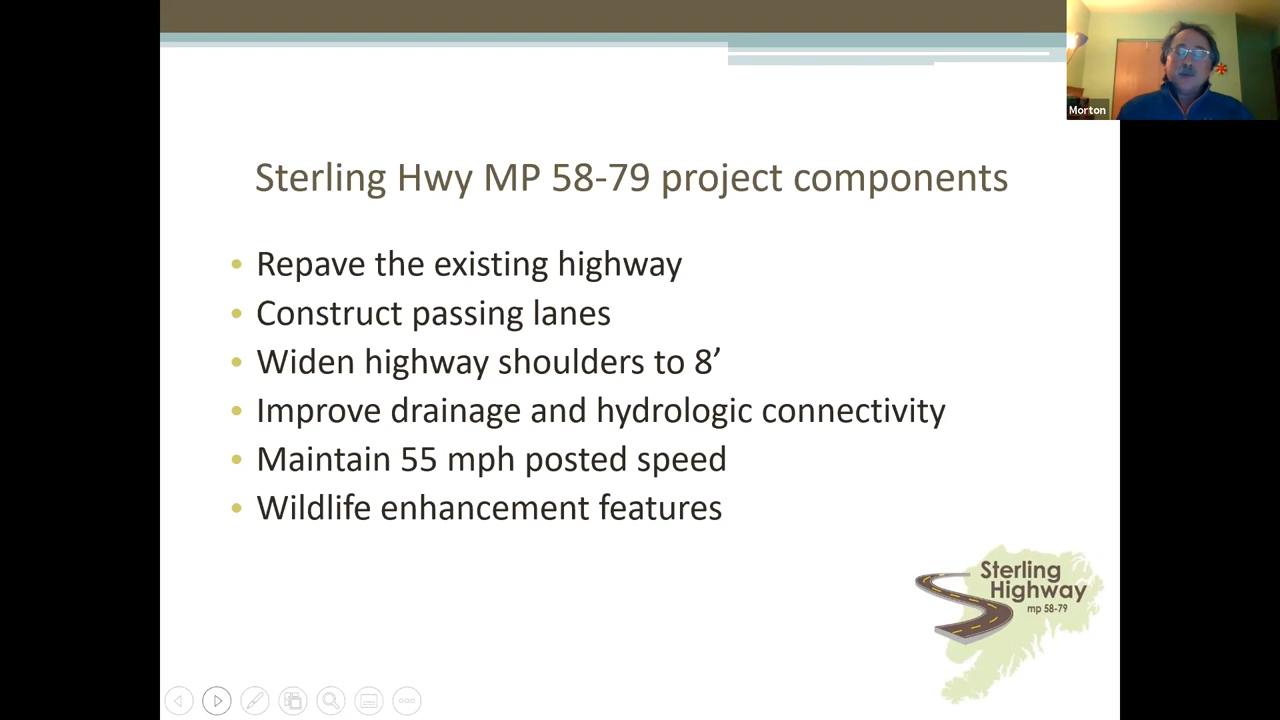 Morton
Sterling Hwy MP 58-79 project components
• Repave the existing highway
• Construct passing lanes
• Widen highway shoulders to 8’
• Improve drainage and hydrologic connectivity
• Maintain 55 mph posted speed
• Wildlife enhancement features
Sterling
Highway
mp 58-79